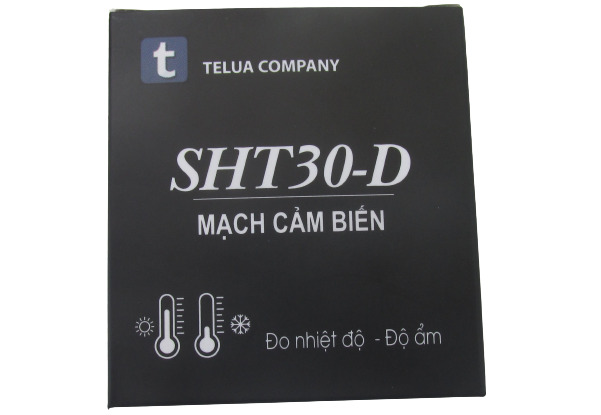 t
TELUA COMPANY
SHT30-D
MẠCH CẢM BIẾN
Đo nhiệt độ - Độ ẩm